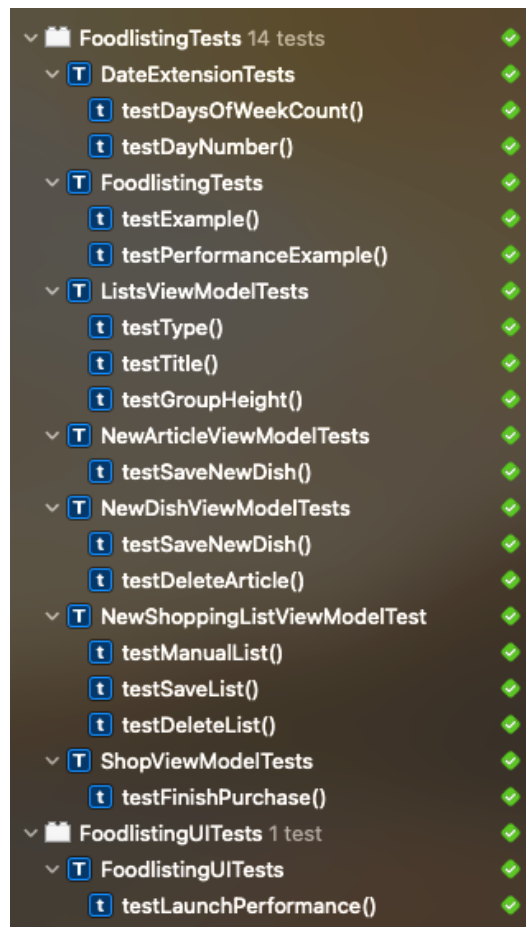 FoodlistingTests 14 tests
T DateExtensionTests
t testDaysOfWeekCount()
t testDayNumber()
T FoodlistingTests
t testExample()
t testPerformanceExample()
T ListsViewModelTests
t testType()
t testTitle()
t testGroupHeight()
T NewArticleViewModelTests
t testSaveNewDish()
T NewDishViewModelTests
t testSaveNewDish()
t testDeleteArticle()
T NewShoppingListViewModelTest
t testManualList()
t testSaveList()
t testDeleteList()
T ShopViewModelTests
t testFinishPurchase()
FoodlistingUITests 1 test
T FoodlistingUITests
t testLaunchPerformance()